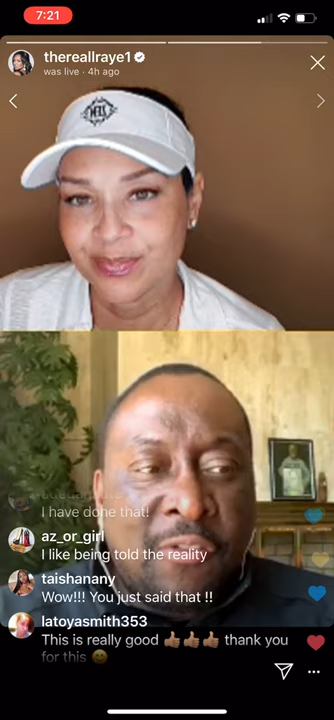 7:21
thereallraye1
was live · 4h ago
I have done that!
az_or_girl
I like being told the reality
taishanany
Wow!!! You just said that !!
latoyasmith353
This is really good 👍🏽👍🏽👍🏽 thank you
for this 😊